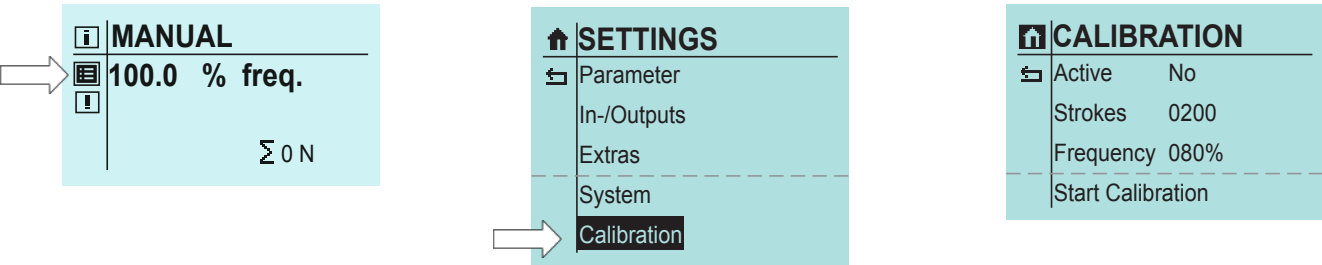 MANUAL
100.0 % freq.
Σ 0 N
SETTINGS
Parameter
In-/Outputs
Extras
System
Calibration
CALIBRATION
Active No
Strokes 0200
Frequency 080%
Start Calibration